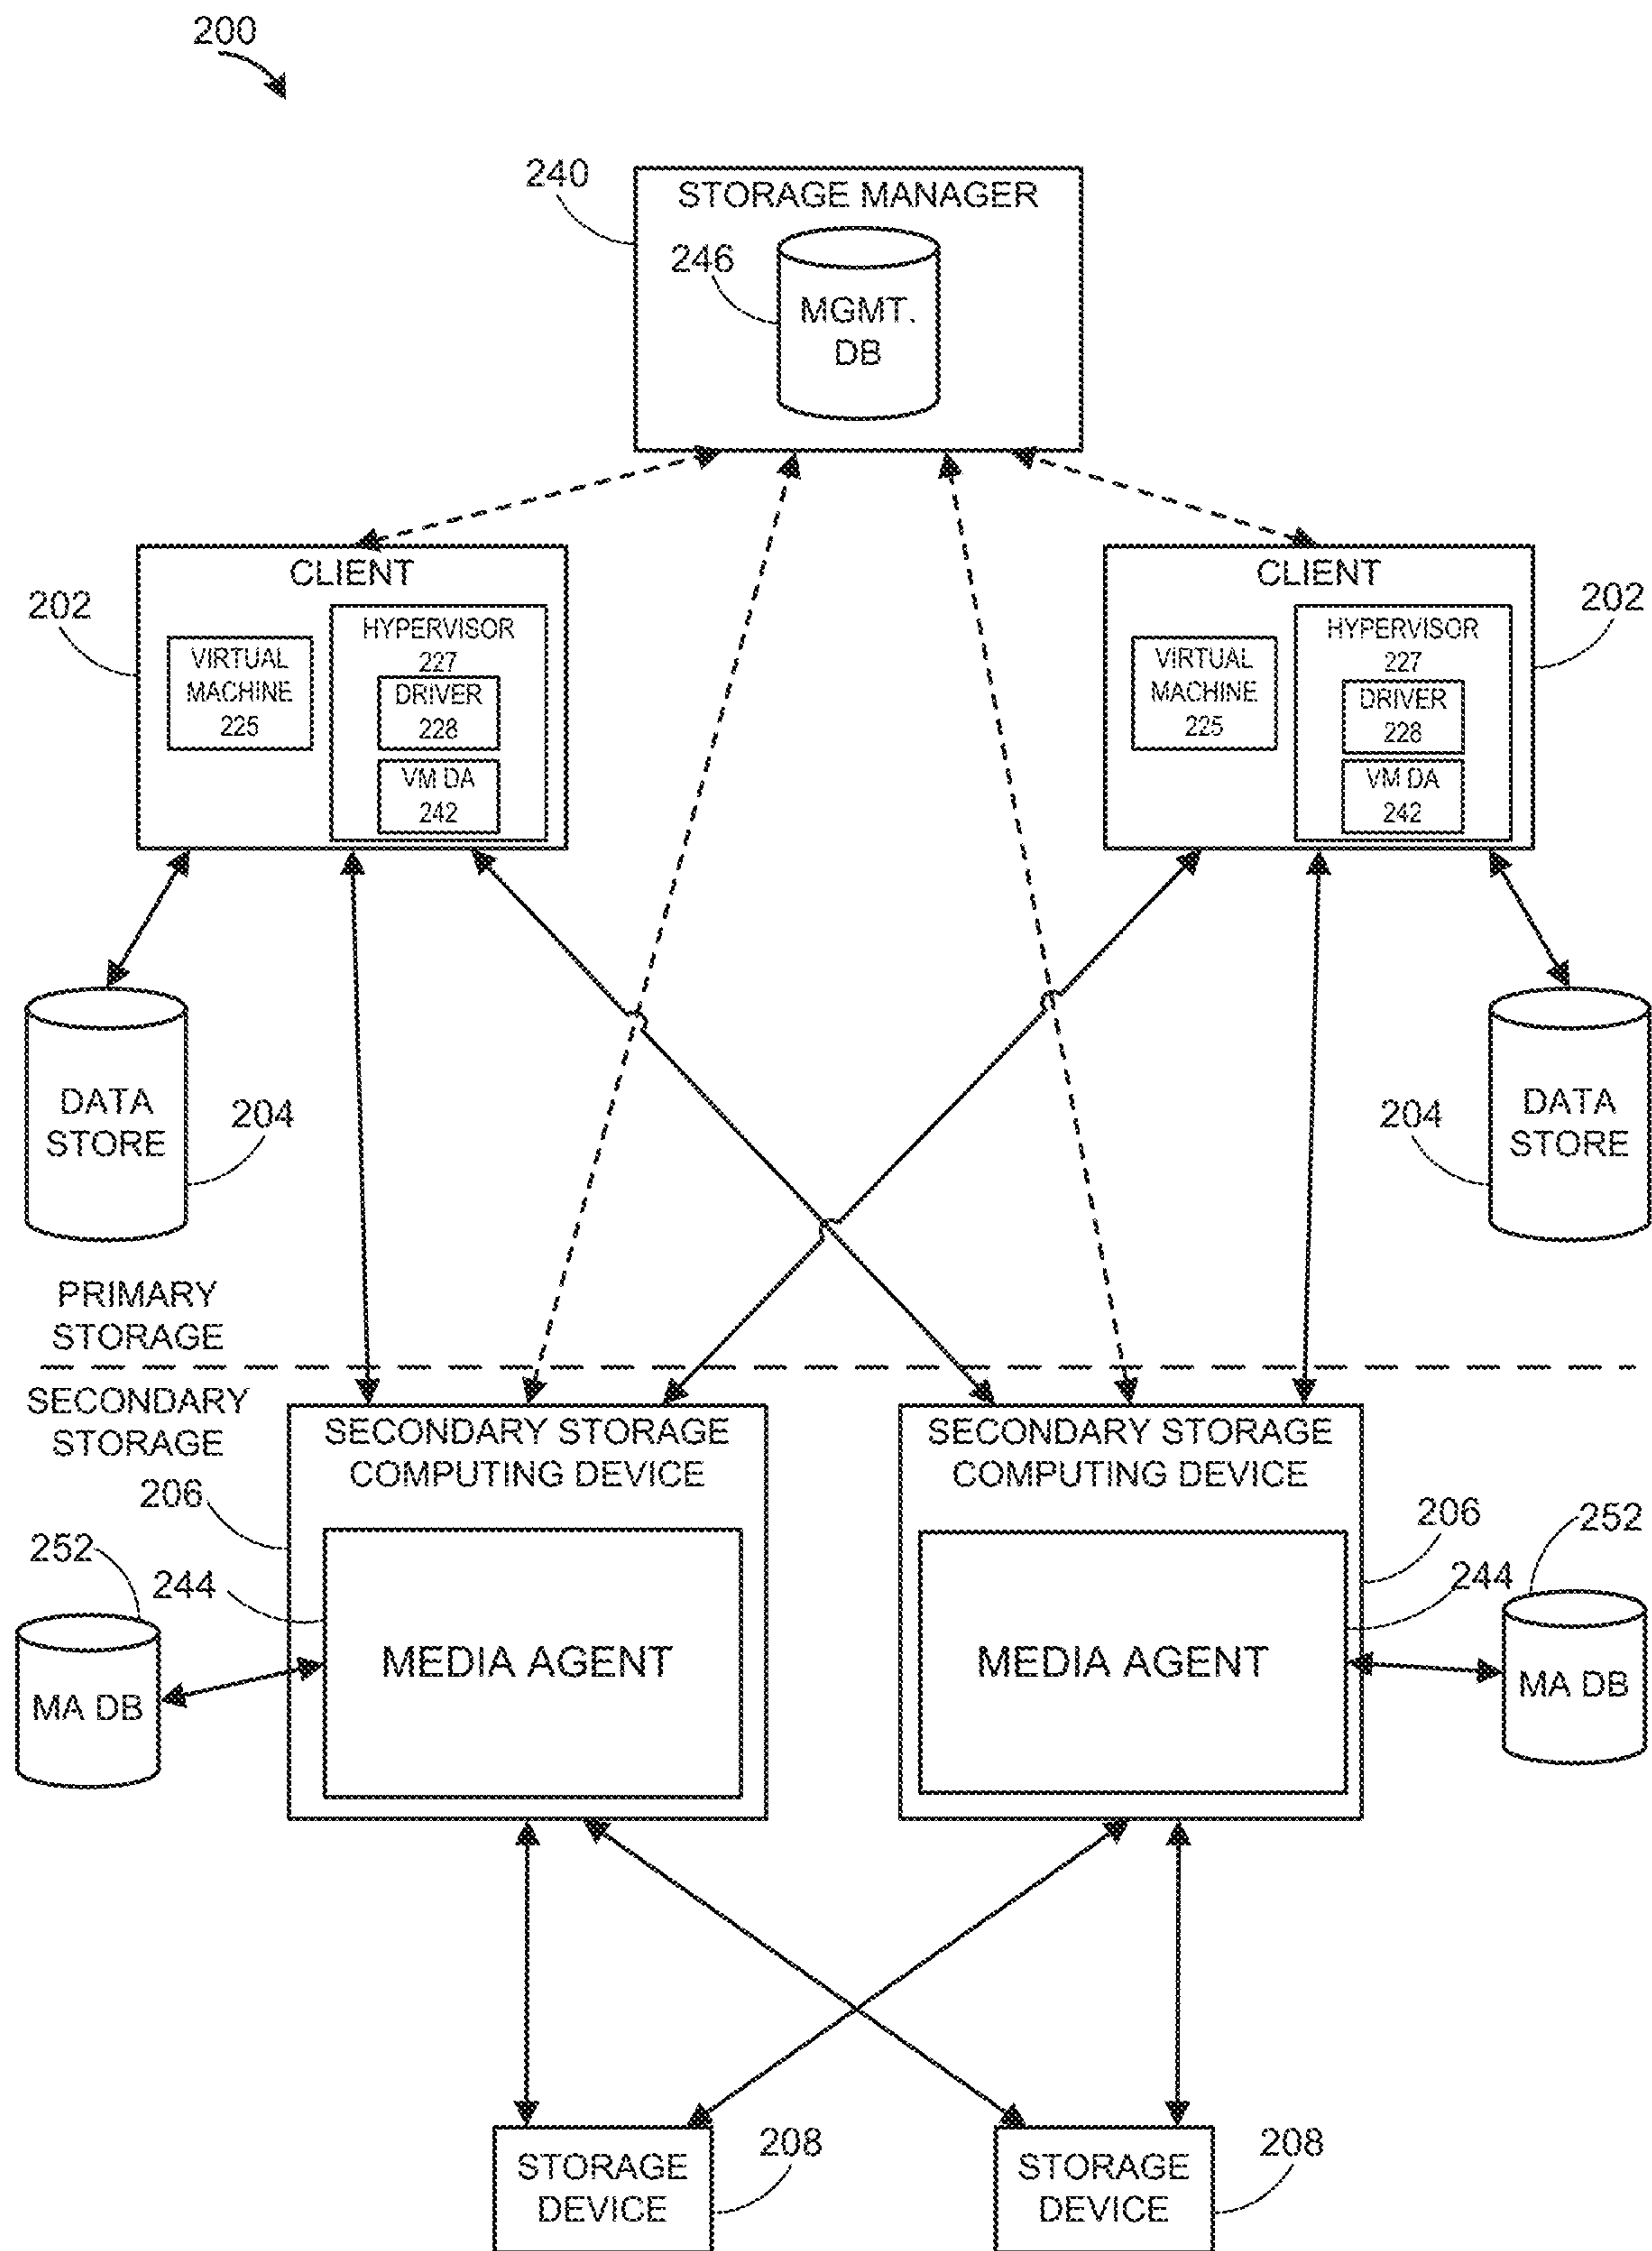 200
240
STORAGE MANAGER
246
MGMT.
DB
CLIENT
202
VIRTUAL
MACHINE
225
HYPERVISOR
227
DRIVER
228
VM DA
242
CLIENT
202
VIRTUAL
MACHINE
225
HYPERVISOR
227
DRIVER
228
VM DA
242
DATA
STORE
204
204
DATA
STORE
PRIMARY
STORAGE
SECONDARY
STORAGE
SECONDARY STORAGE
COMPUTING DEVICE
SECONDARY STORAGE
COMPUTING DEVICE
206
206
252
252
244
244
MEDIA AGENT
MEDIA AGENT
MA DB
MA DB
STORAGE
DEVICE
208
STORAGE
DEVICE
208